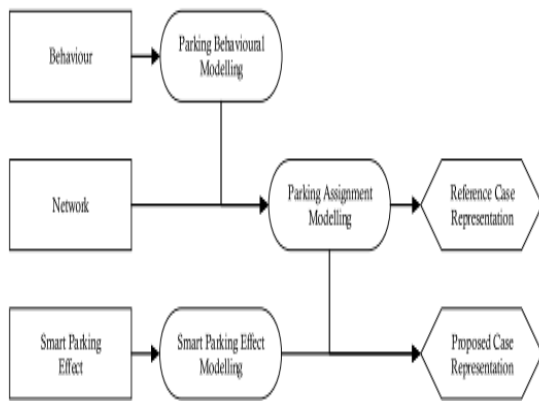 Behaviour
Parking Behavioural
Modelling
Network
Parking Assignment
Modelling
Reference Case
Representation
Smart Parking
Effect
Smart Parking Effect
Modelling
Proposed Case
Representation